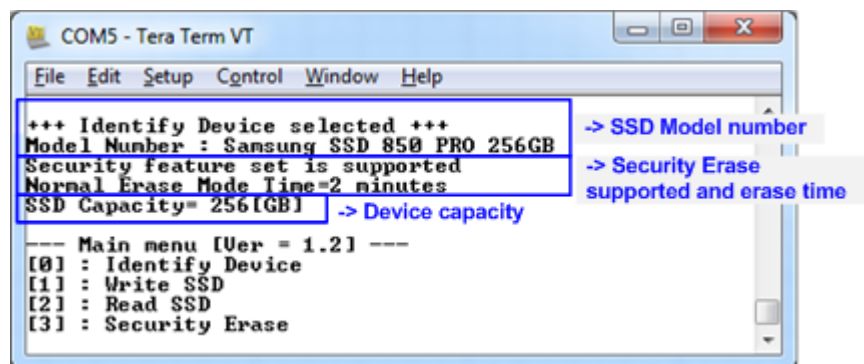 COM5 - Tera Term VT
File Edit Setup Control Window Help
+++ Identify Device selected +++
Model Number : Samsung SSD 850 PRO 256GB
-> SSD Model number
Security feature set is supported
Normal Erase Mode Time=2 minutes
-> Security Erase
supported and erase time
SSD Capacity= 256[GB]
-> Device capacity
--- Main menu [Ver = 1.2] ---
[0] : Identify Device
[1] : Write SSD
[2] : Read SSD
[3] : Security Erase